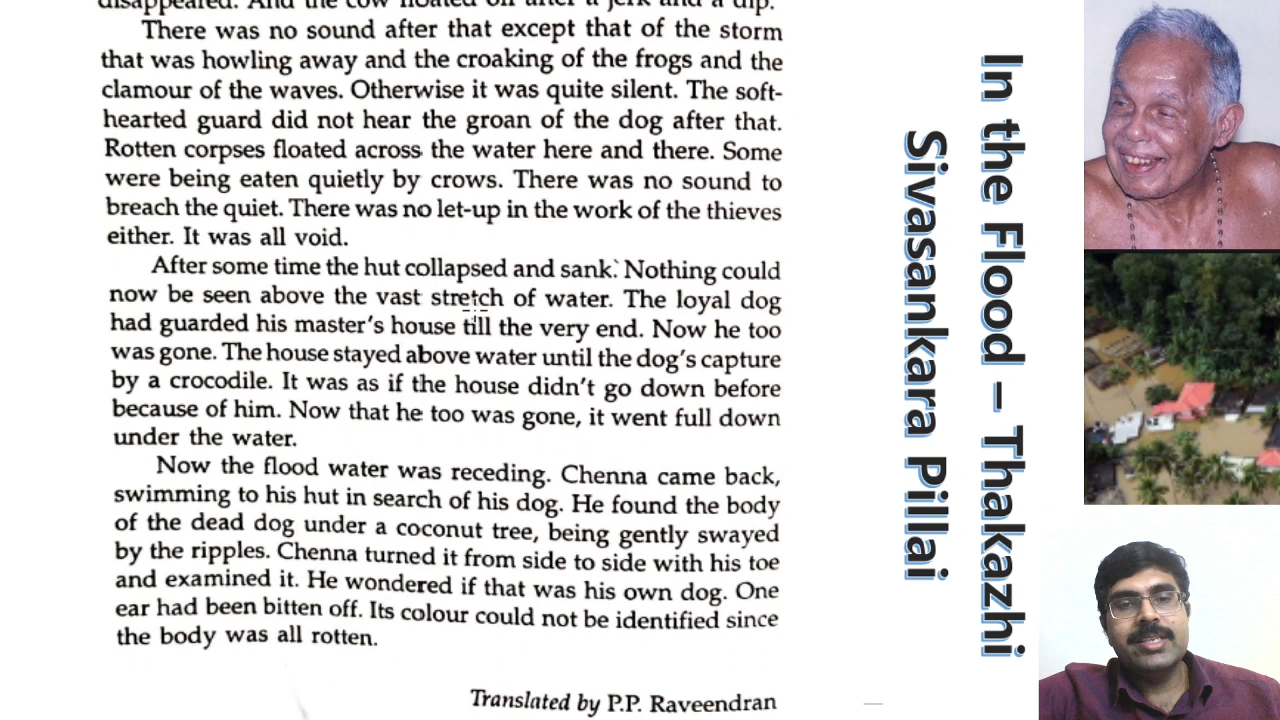 disappeared. And the cow floated off after a jerk and a dip.
There was no sound after that except that of the storm
that was howling away and the croaking of the frogs and the
clamour of the waves. Otherwise it was quite silent. The soft-
hearted guard did not hear the groan of the dog after that.
Rotten corpses floated across the water here and there. Some
were being eaten quietly by crows. There was no sound to
breach the quiet. There was no let-up in the work of the thieves
either. It was all void.
After some time the hut collapsed and sank. Nothing could
now be seen above the vast stretch of water. The loyal dog
had guarded his master's house till the very end. Now he too
was gone. The house stayed above water until the dog's capture
by a crocodile. It was as if the house didn't go down before
because of him. Now that he too was gone, it went full down
under the water.
Now the flood water was receding. Chenna came back,
swimming to his hut in search of his dog. He found the body
of the dead dog under a coconut tree, being gently swayed
by the ripples. Chenna turned it from side to side with his toe
and examined it. He wondered if that was his own dog. One
ear had been bitten off. Its colour could not be identified since
the body was all rotten.
Translated by P.P. Raveendran
In the Flood – Thakazhi
Sivasankara Pillai